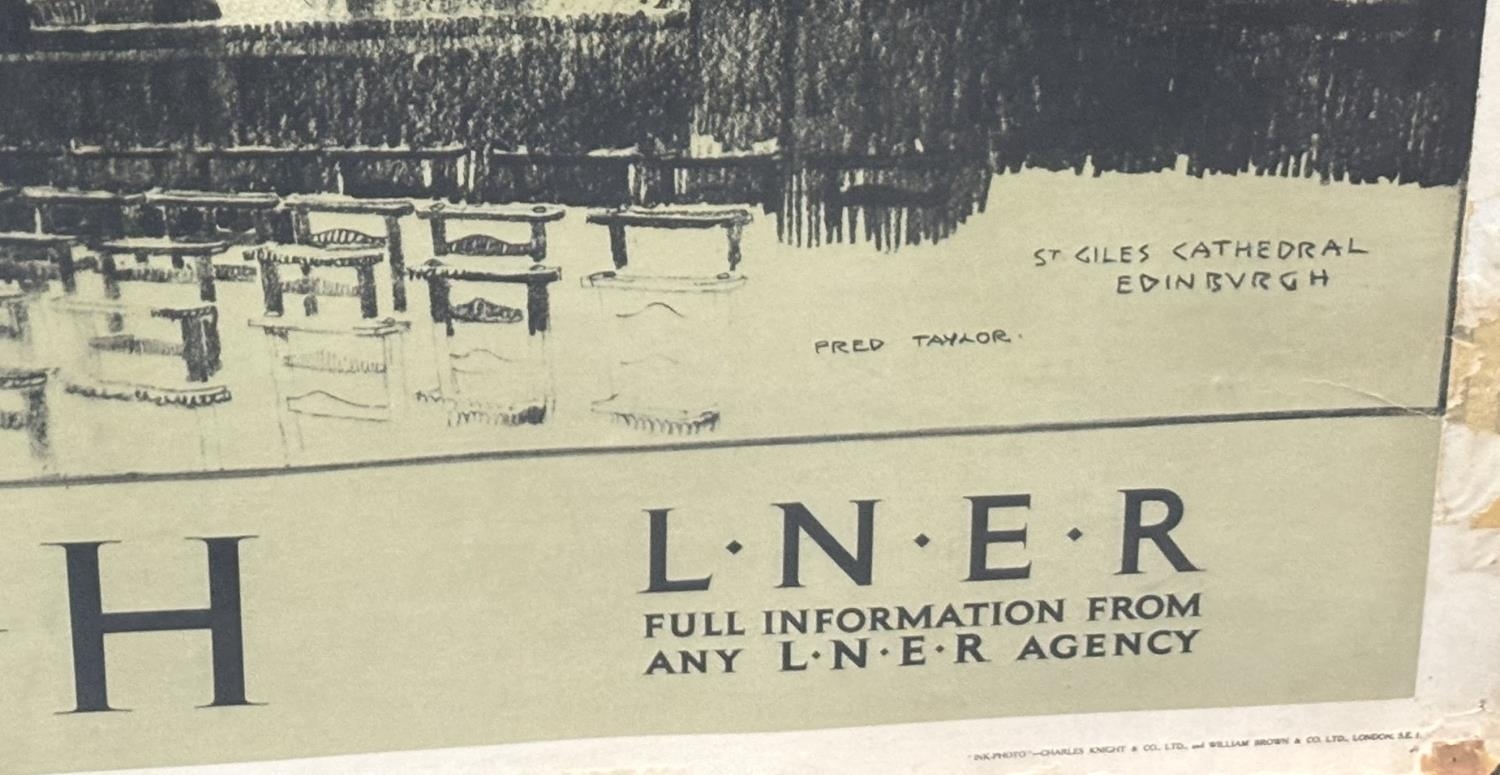 ST GILES CATHEDRAL
EDINBVRGH
FRED TAYLOR.
H
L·N·E·R
FULL INFORMATION FROM
ANY L·N·E·R AGENCY
"INK-PHOTO"—CHARLES KNIGHT & CO., LTD., and WILLIAM BROWN & CO. LTD., LONDON, S.E.1.